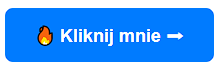 🔥 Kliknij mnie ➞